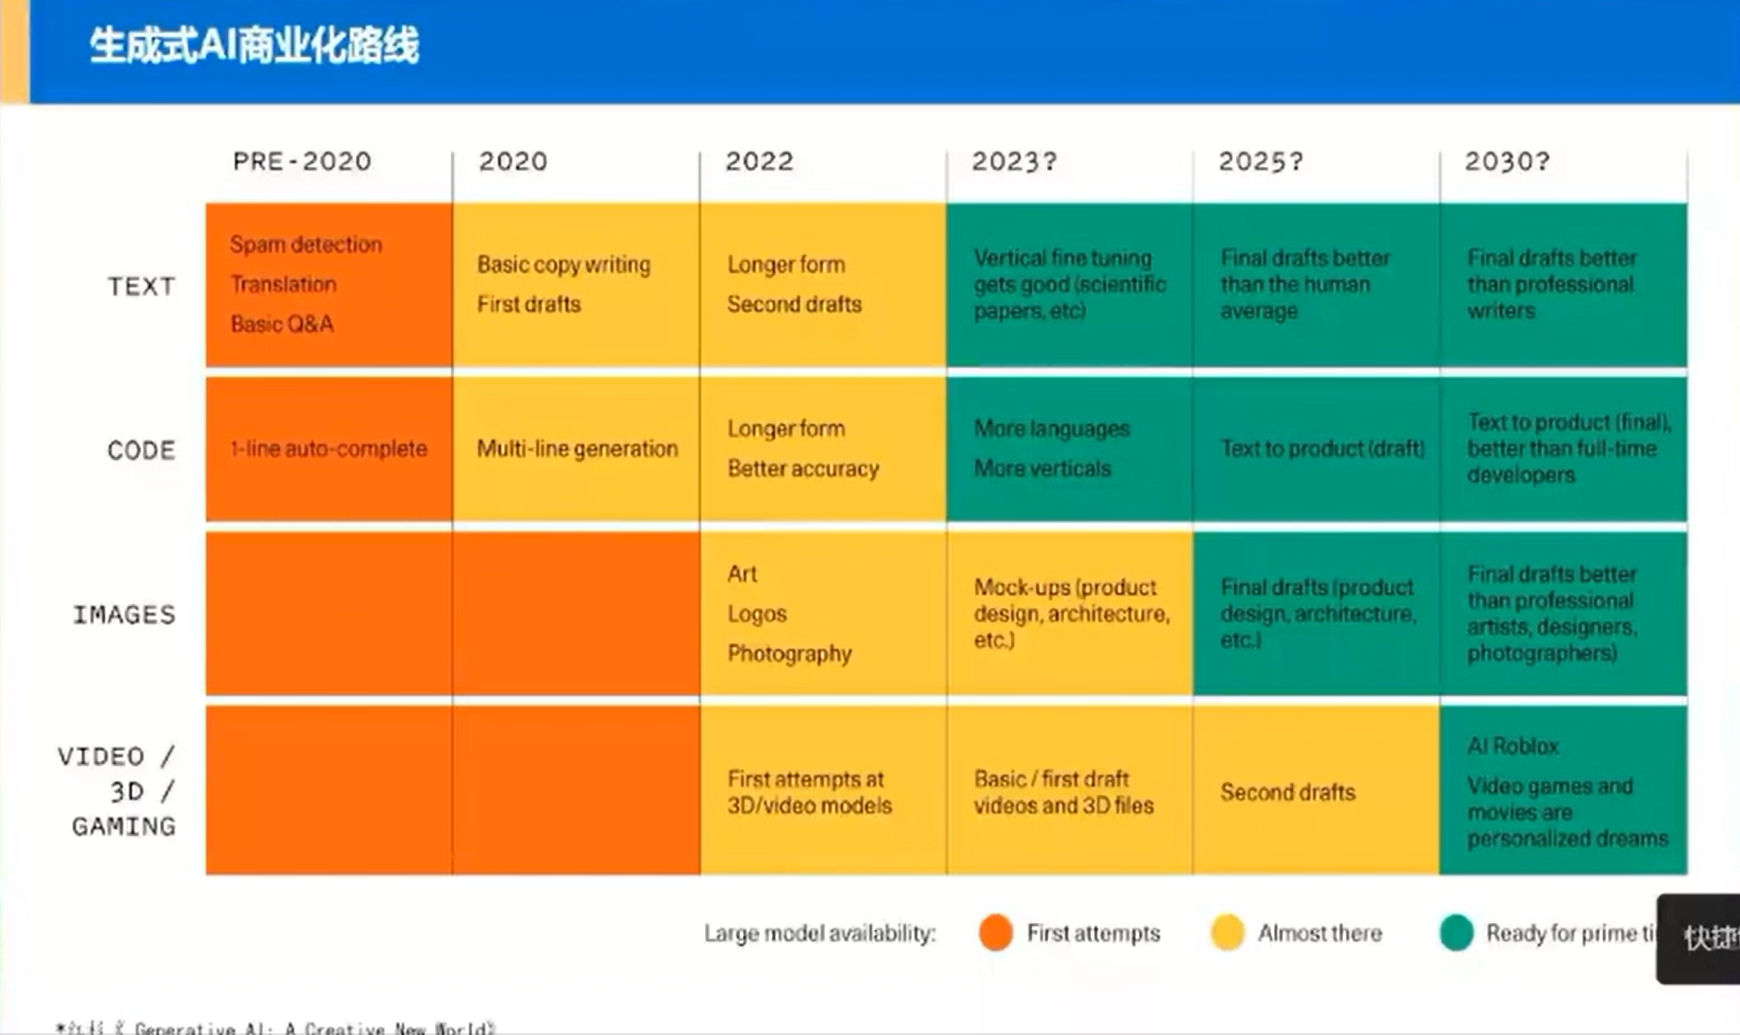 生成式AI商业化路线
PRE-2020 2020 2022 2023? 2025? 2030?
TEXT
Spam detection
Translation
Basic Q&A
Basic copy writing
First drafts
Longer form
Second drafts
Vertical fine tuning
gets good (scientific
papers, etc)
Final drafts better
than the human
average
Final drafts better
than professional
writers
CODE
1-line auto-complete
Multi-line generation
Longer form
Better accuracy
More languages
More verticals
Text to product (draft)
Text to product (final),
better than full-time
developers
IMAGES
Art
Logos
Photography
Mock-ups (product
design, architecture,
etc.)
Final drafts (product
design, architecture,
etc.)
Final drafts better
than professional
artists, designers,
photographers)
VIDEO /
3D /
GAMING
First attempts at
3D/video models
Basic / first draft
videos and 3D files
Second drafts
AI Roblox
Video games and
movies are
personalized dreams
Large model availability: First attempts Almost there Ready for prime ti
快捷
Generative AI: A Creative New World》